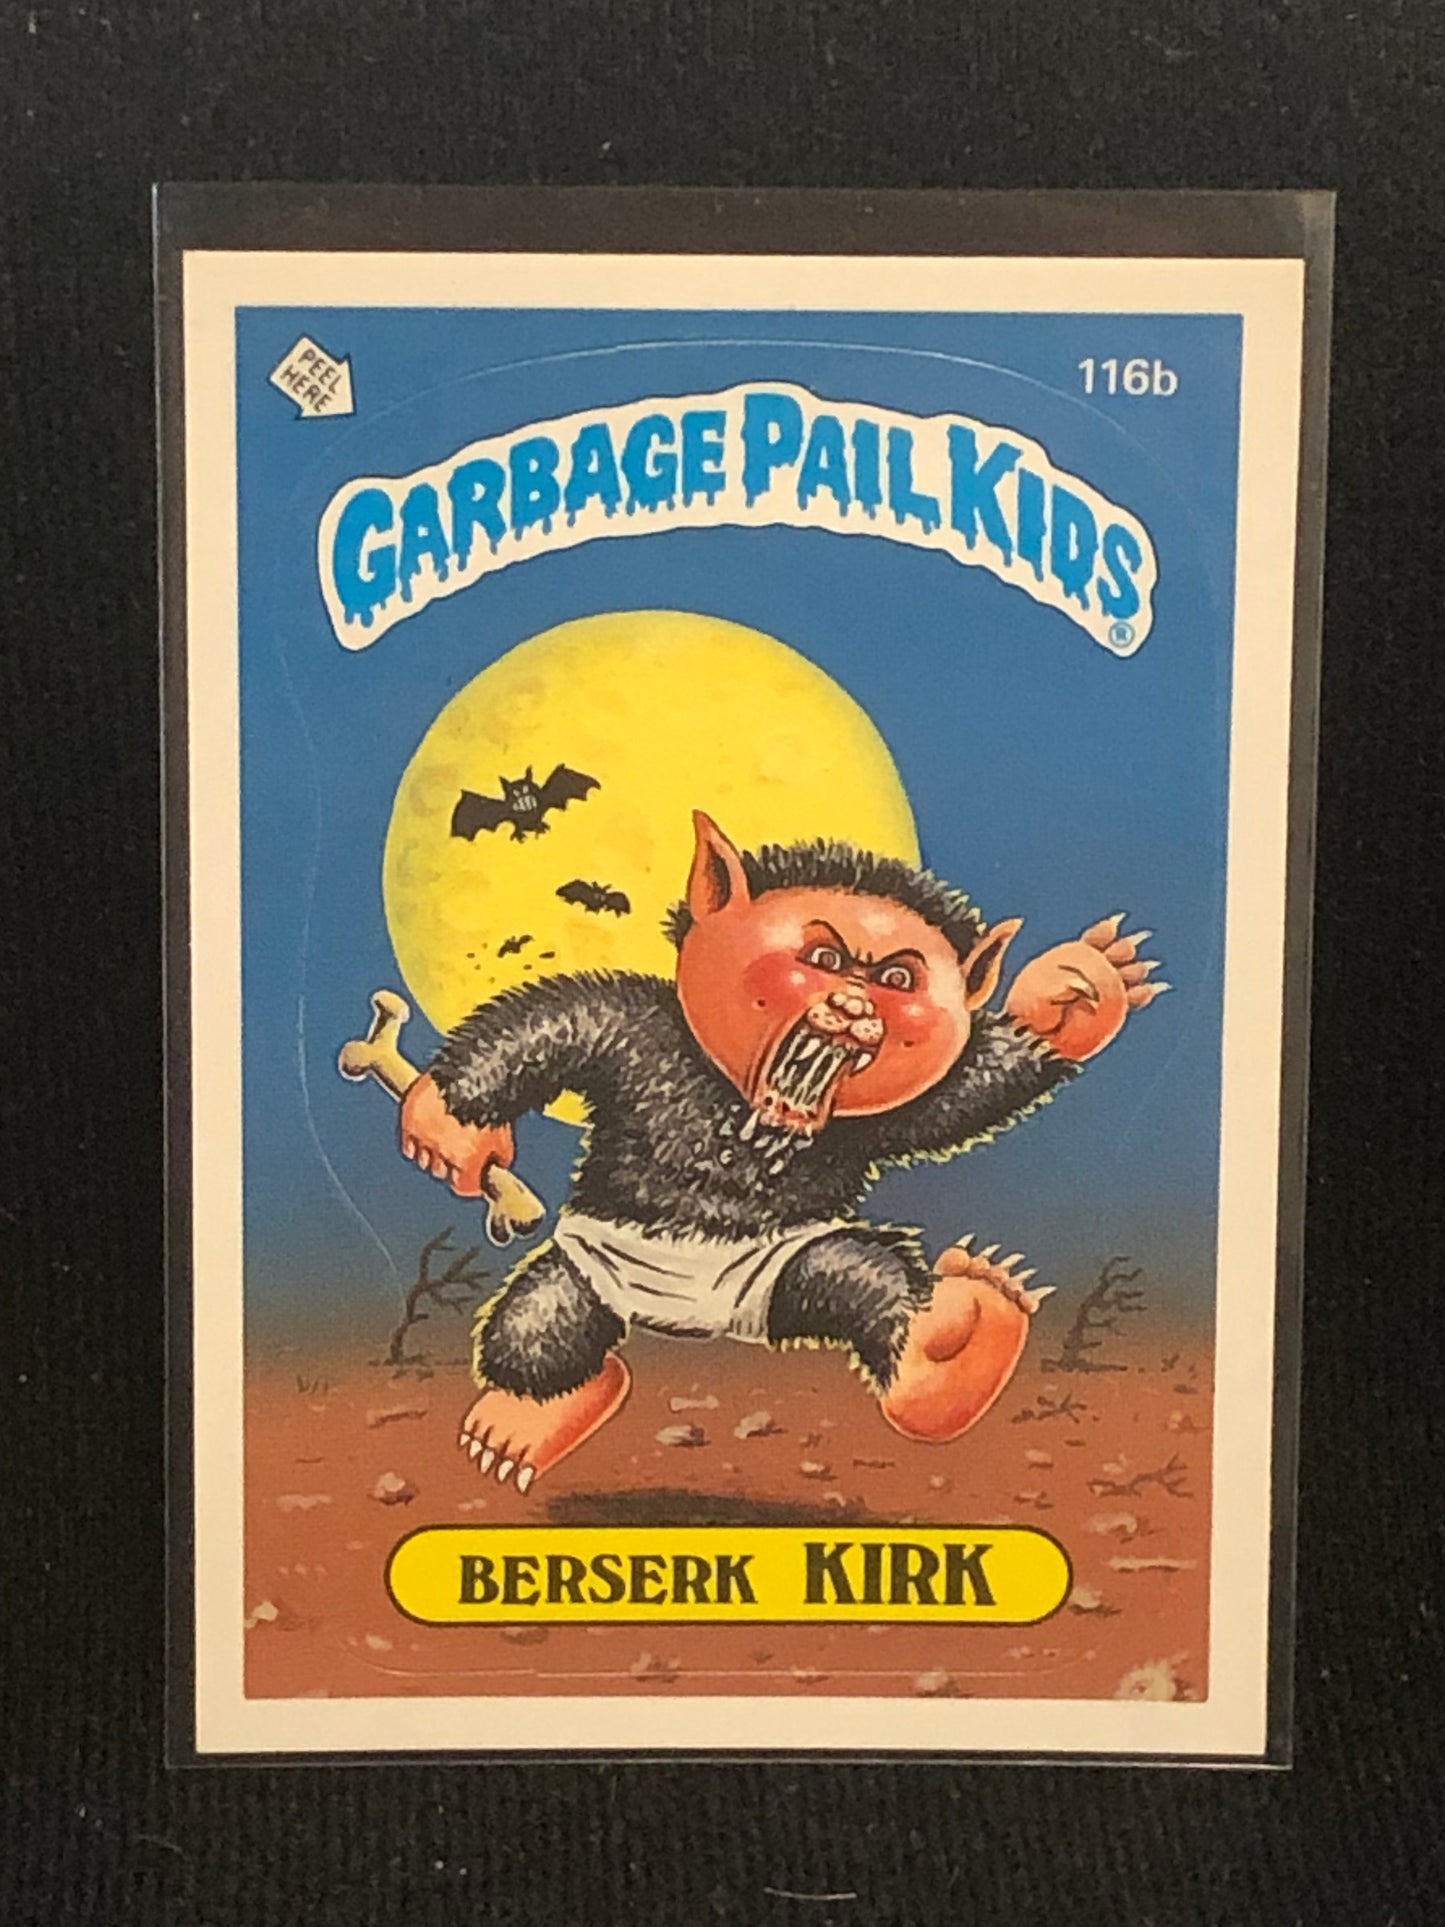 PEEL
HERE
116b
GARBAGE PAIL KIDS
®
BERSERK KIRK